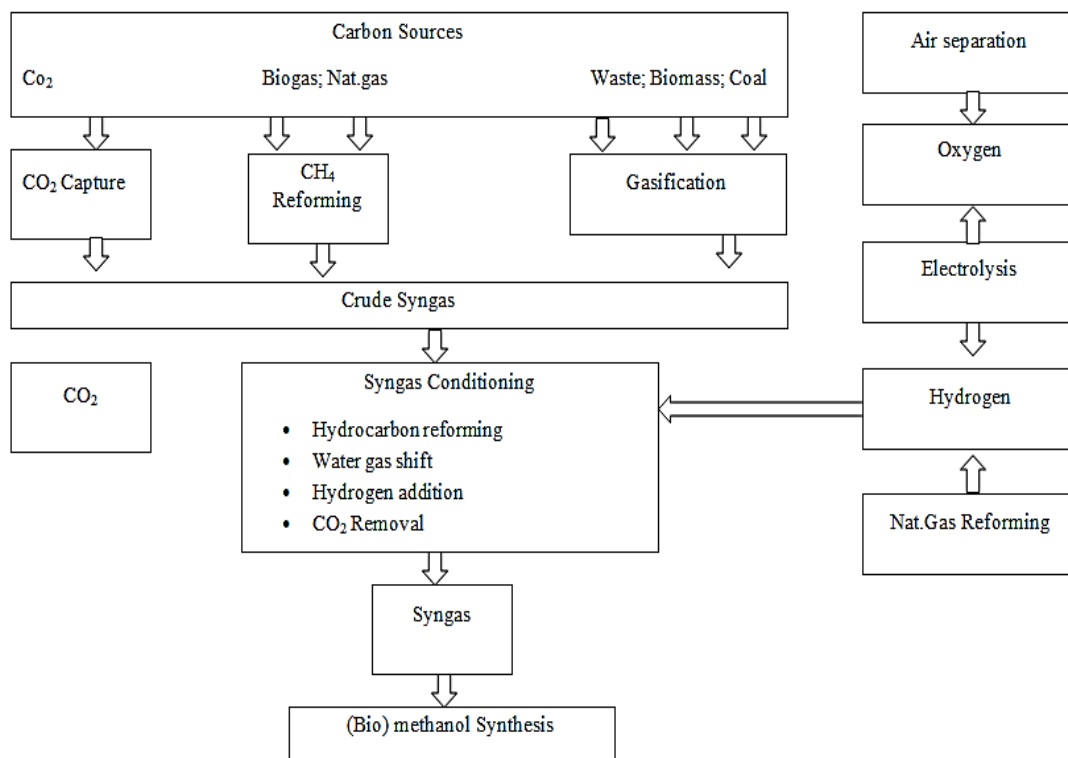 Carbon Sources
Co₂
Biogas; Nat.gas
Waste; Biomass; Coal
CO₂ Capture
CH₄
Reforming
Gasification
Crude Syngas
CO₂
Syngas Conditioning
• Hydrocarbon reforming
• Water gas shift
• Hydrogen addition
• CO₂ Removal
Syngas
(Bio) methanol Synthesis
Air separation
Oxygen
Electrolysis
Hydrogen
Nat.Gas Reforming